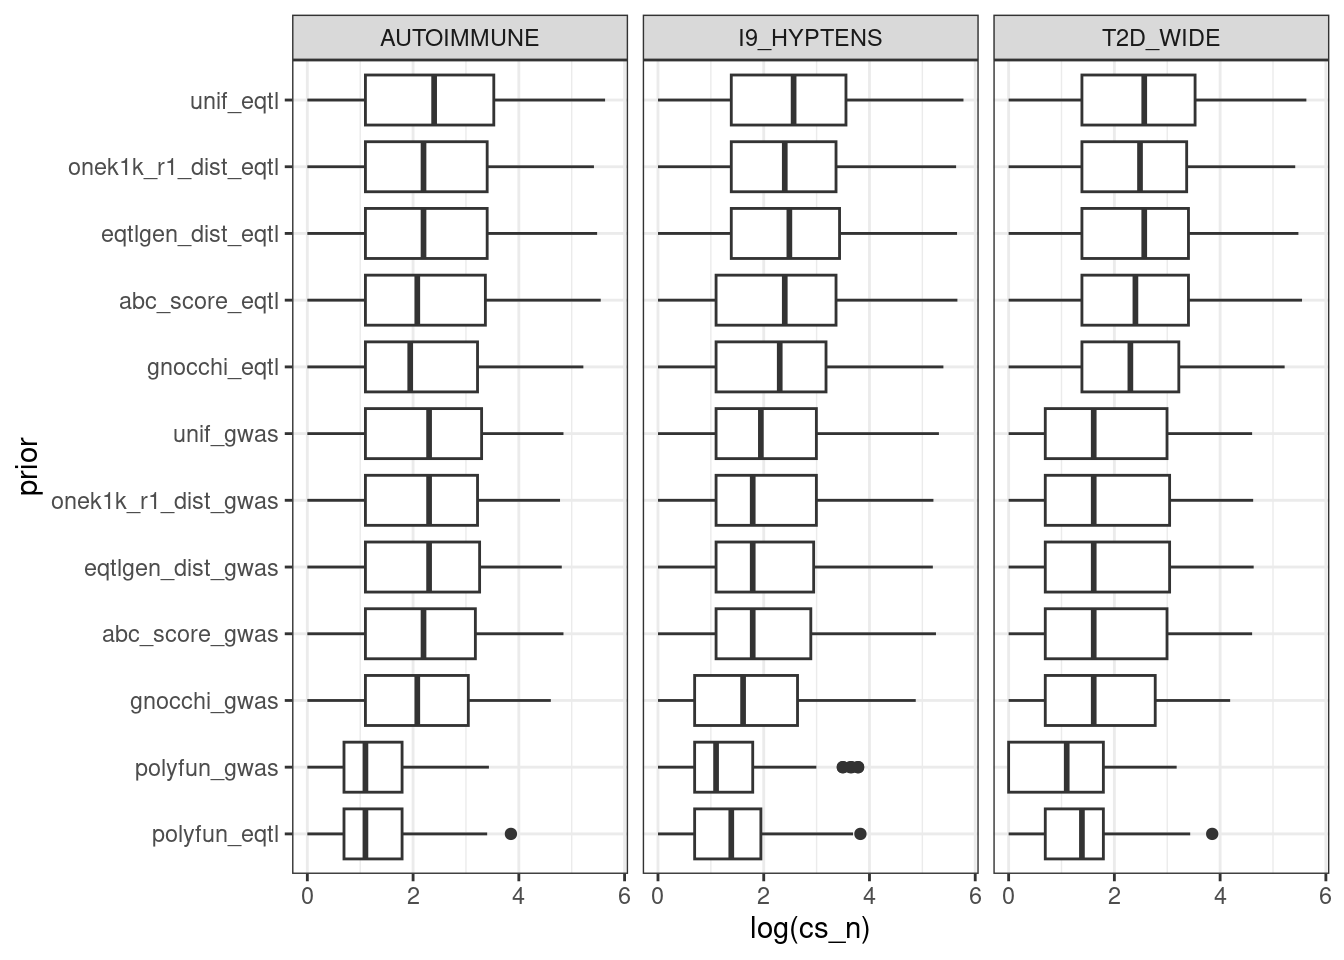 AUTOIMMUNE I9_HYPTENS T2D_WIDE
unif_eqtl
onek1k_r1_dist_eqtl
eqtlgen_dist_eqtl
abc_score_eqtl
gnocchi_eqtl
unif_gwas
onek1k_r1_dist_gwas
eqtlgen_dist_gwas
abc_score_gwas
gnocchi_gwas
polyfun_gwas
polyfun_eqtl
prior
0 2 4 6 0 2 4 6 0 2 4 6
log(cs_n)